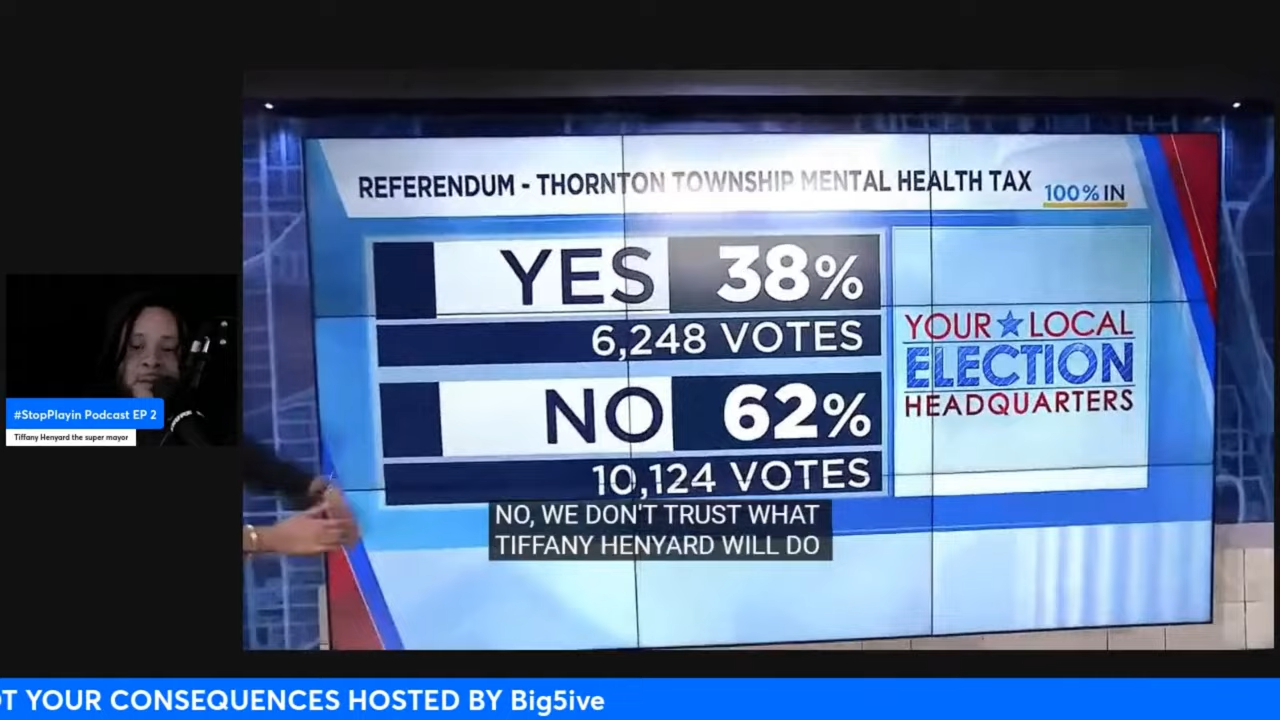 REFERENDUM - THORNTON TOWNSHIP MENTAL HEALTH TAX
100% IN
YES 38%
6,248 VOTES
NO 62%
10,124 VOTES
YOUR LOCAL
ELECTION
HEADQUARTERS
NO, WE DON'T TRUST WHAT
TIFFANY HENYARD WILL DO
#StopPlayin Podcast EP 2
Tiffany Henyard the super mayor
OT YOUR CONSEQUENCES HOSTED BY Big5ive